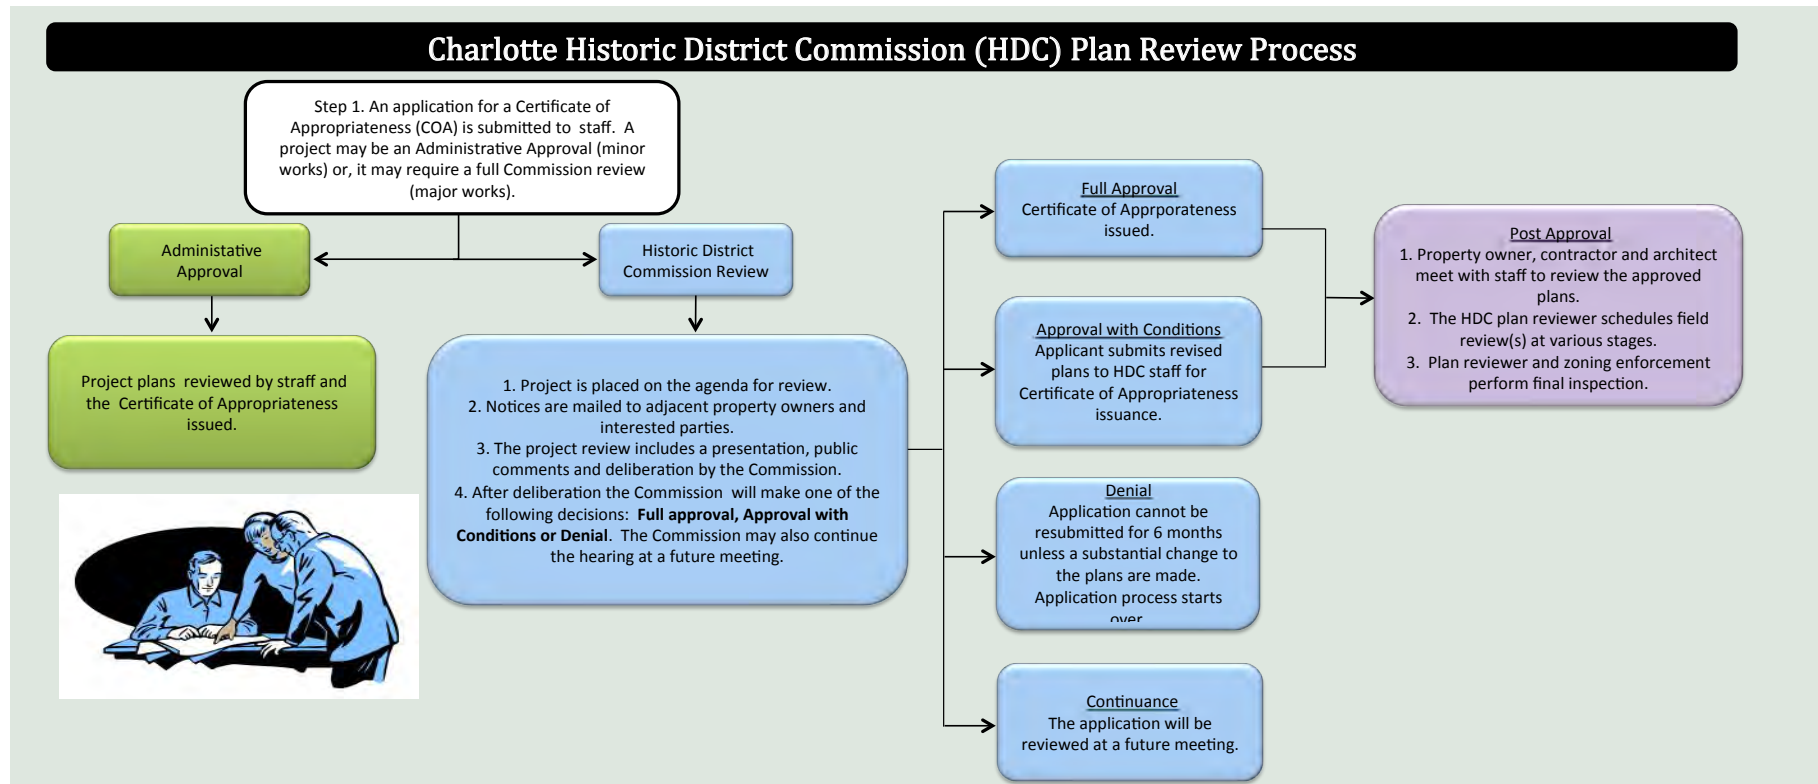 Charlotte Historic District Commission (HDC) Plan Review Process
Step 1. An application for a Certificate of
Appropriateness (COA) is submitted to staff. A
project may be an Administrative Approval (minor
works) or, it may require a full Commission review
(major works).
Administative
Approval
Historic District
Commission Review
Project plans reviewed by straff and
the Certificate of Appropriateness
issued.
1. Project is placed on the agenda for review.
2. Notices are mailed to adjacent property owners and
interested parties.
3. The project review includes a presentation, public
comments and deliberation by the Commission.
4. After deliberation the Commission will make one of the
following decisions: Full approval, Approval with
Conditions or Denial. The Commission may also continue
the hearing at a future meeting.
Full Approval
Certificate of Apprporateness
issued.
Approval with Conditions
Applicant submits revised
plans to HDC staff for
Certificate of Appropriateness
issuance.
Denial
Application cannot be
resubmitted for 6 months
unless a substantial change to
the plans are made.
Application process starts
over
Continuance
The application will be
reviewed at a future meeting.
Post Approval
1. Property owner, contractor and architect
meet with staff to review the approved
plans.
2. The HDC plan reviewer schedules field
review(s) at various stages.
3. Plan reviewer and zoning enforcement
perform final inspection.